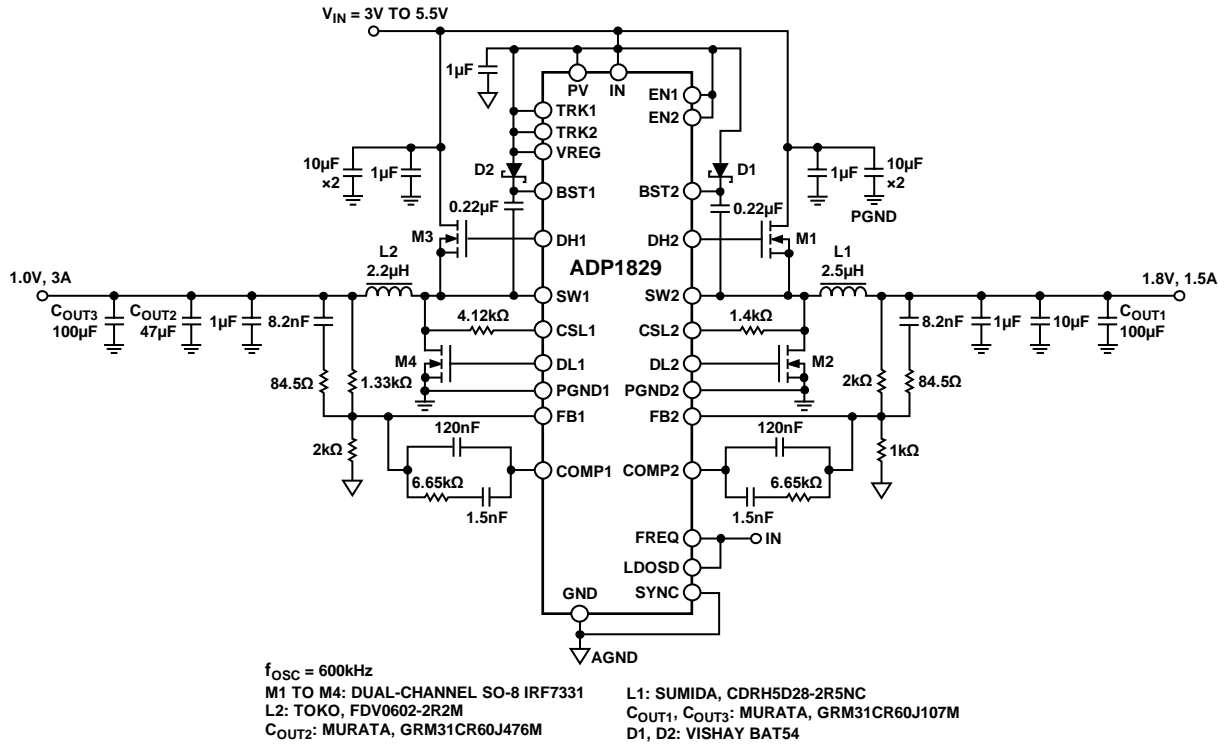 V_IN = 3V TO 5.5V
1µF
PV
IN
EN1
EN2
TRK1
TRK2
VREG
BST1
D2
0.22µF
10µF
×2
1µF
M3
DH1
D1
BST2
0.22µF
1µF
10µF
×2
PGND
DH2
M1
ADP1829
1.0V, 3A
L2
2.2µH
SW1
SW2
L1
2.5µH
1.8V, 1.5A
C_OUT3
100µF
C_OUT2
47µF
1µF
8.2nF
4.12kΩ
CSL1
CSL2
1.4kΩ
8.2nF
1µF
10µF
C_OUT1
100µF
M4
DL1
DL2
M2
84.5Ω
1.33kΩ
PGND1
PGND2
2kΩ
84.5Ω
FB1
FB2
2kΩ
120nF
6.65kΩ
1.5nF
COMP1
COMP2
120nF
6.65kΩ
1.5nF
1kΩ
FREQ
IN
LDOSD
SYNC
GND
AGND
f_OSC = 600kHz
M1 TO M4: DUAL-CHANNEL SO-8 IRF7331
L2: TOKO, FDV0602-2R2M
C_OUT2: MURATA, GRM31CR60J476M
L1: SUMIDA, CDRH5D28-2R5NC
C_OUT1, C_OUT3: MURATA, GRM31CR60J107M
D1, D2: VISHAY BAT54